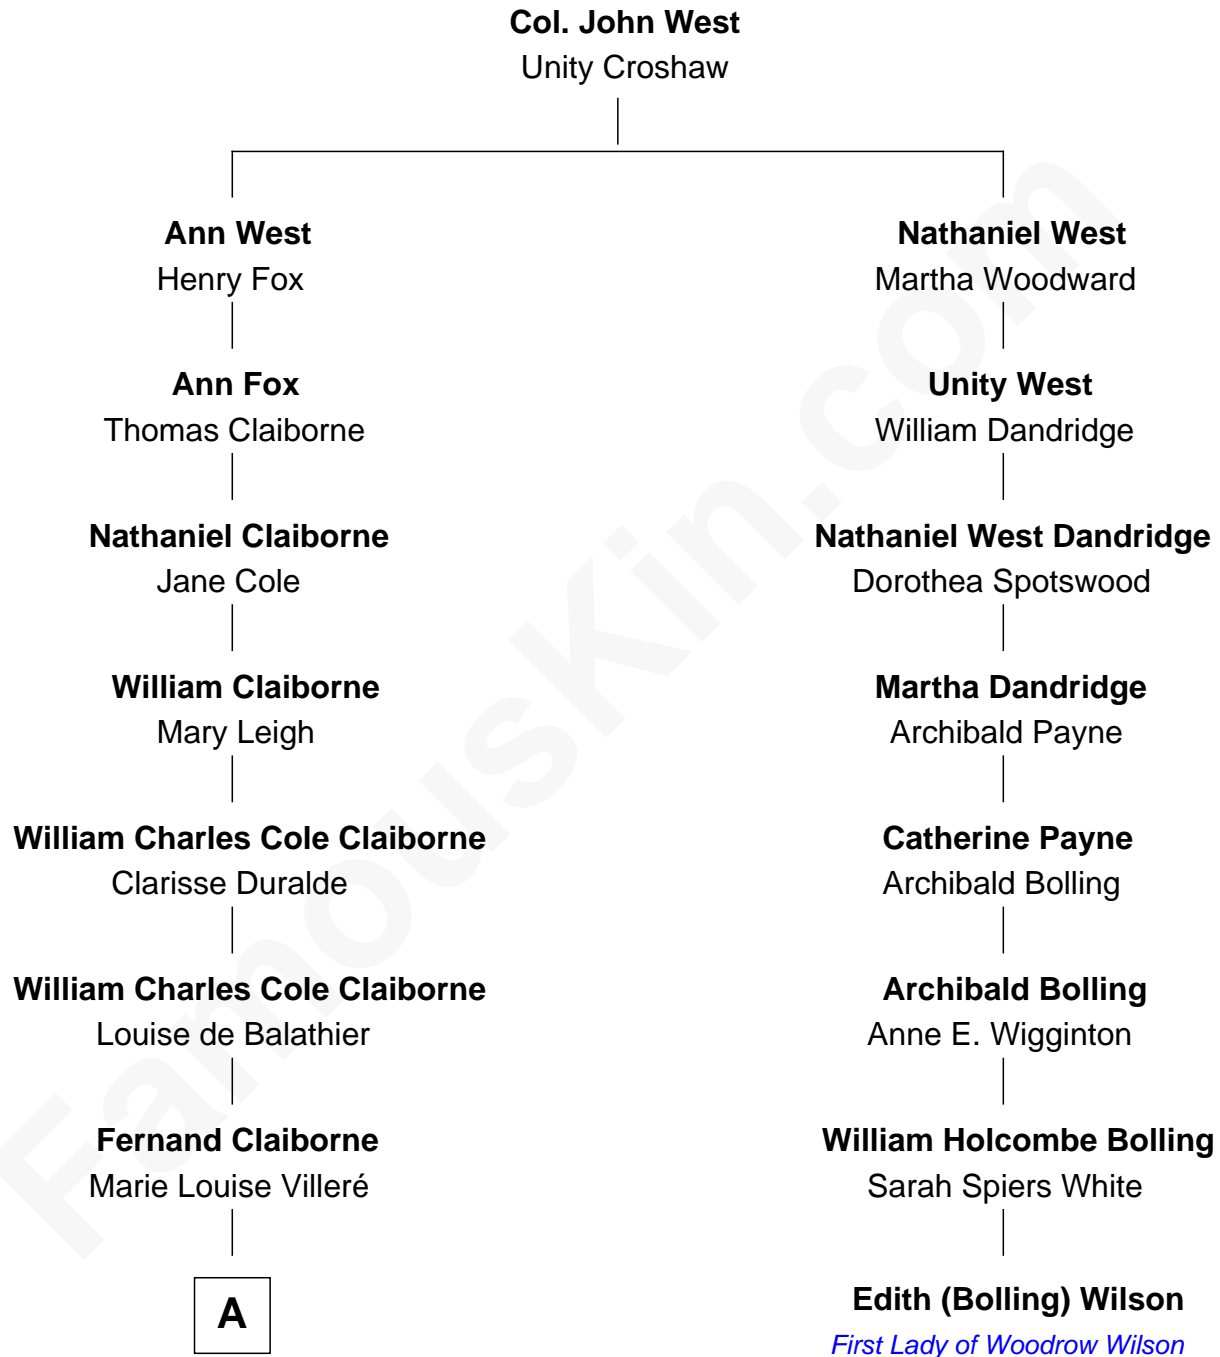 Col. John West
Unity Croshaw
Ann West
Henry Fox
Nathaniel West
Martha Woodward
Ann Fox
Thomas Claiborne
Unity West
William Dandridge
Nathaniel Claiborne
Jane Cole
Nathaniel West Dandridge
Dorothea Spotswood
William Claiborne
Mary Leigh
Martha Dandridge
Archibald Payne
William Charles Cole Claiborne
Clarisse Duralde
Catherine Payne
Archibald Bolling
William Charles Cole Claiborne
Louise de Balathier
Archibald Bolling
Anne E. Wigginton
Fernand Claiborne
Marie Louise Villeré
William Holcombe Bolling
Sarah Spiers White
A
Edith (Bolling) Wilson
First Lady of Woodrow Wilson
FamousKin.com